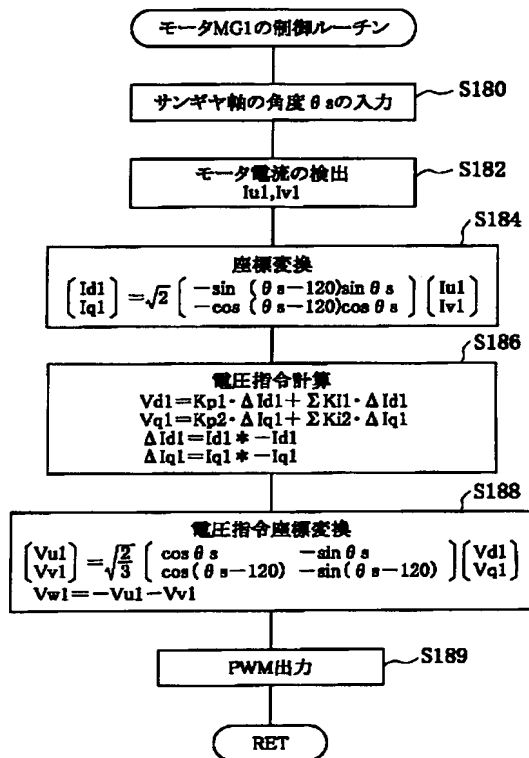 モータMG1の制御ルーチン
S180
サンギヤ軸の角度θsの入力
S182
モータ電流の検出
Iu1,Iv1
S184
座標変換
(Id1 Iq1) =√2 (−sin (θs−120)sinθs −cos (θs−120)cosθs) (Iu1 Iv1)
S186
電圧指令計算
Vd1=Kp1・ΔId1+ΣKI1・ΔId1
Vq1=Kp2・ΔIq1+ΣKi2・ΔIq1
ΔId1=Id1*−Id1
ΔIq1=Iq1*−Iq1
S188
電圧指令座標変換
(Vu1 Vv1) =√2/3 (cosθs −sinθs cos(θs−120) −sin(θs−120)) (Vd1 Vq1)
Vw1=−Vu1−Vv1
S189
PWM出力
RET